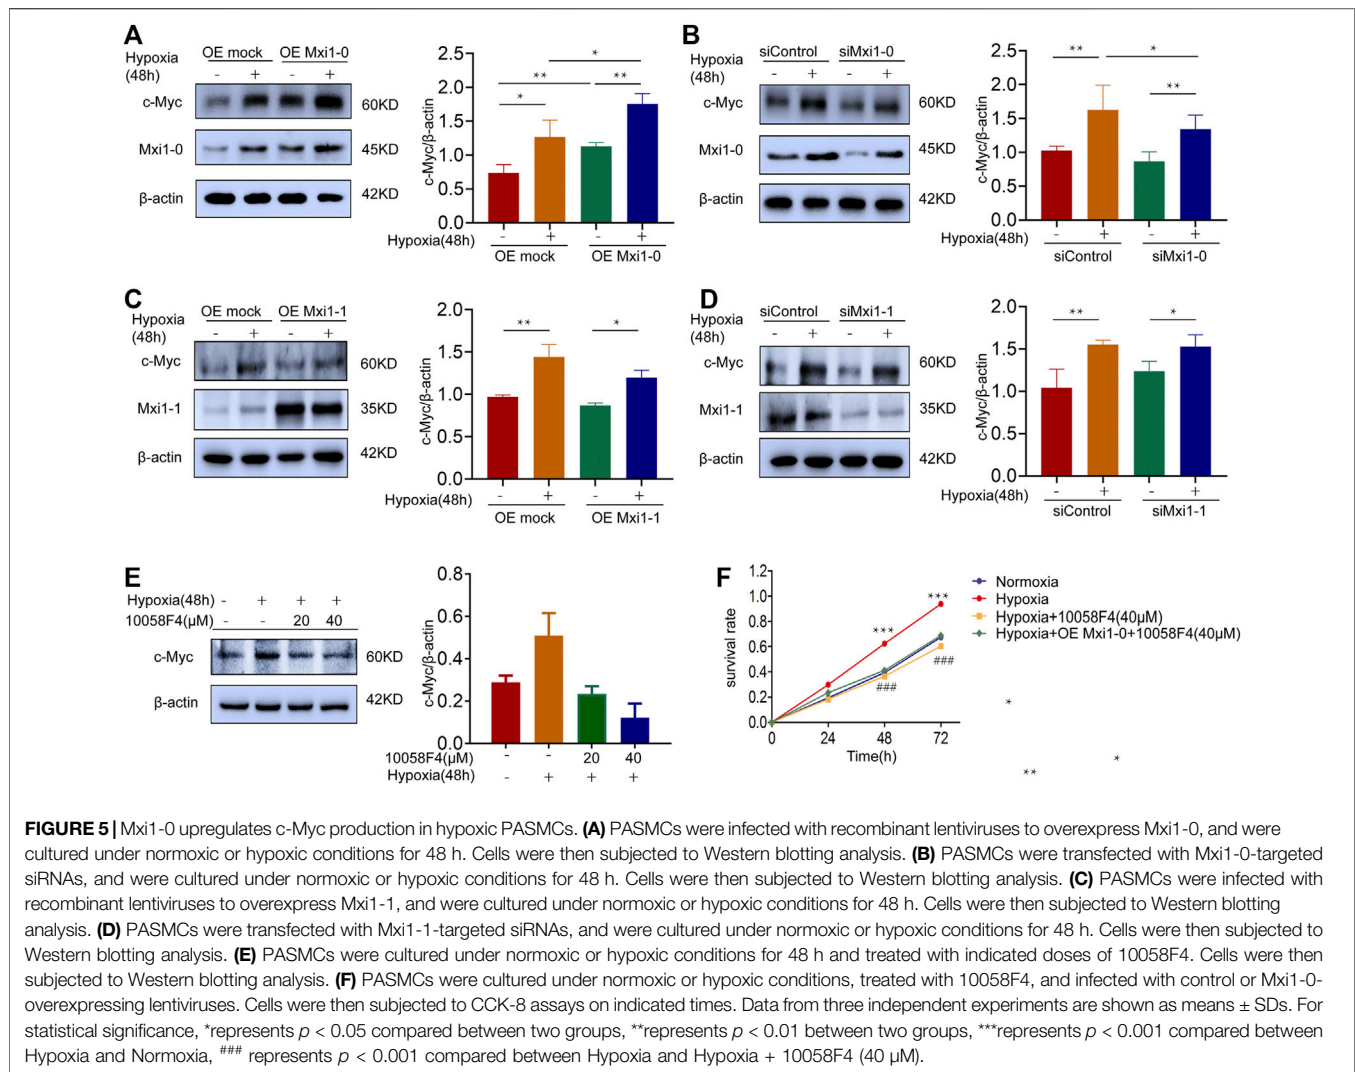 A
OE mock OE Mxi1-0
Hypoxia
(48h) - + - +
c-Myc 60KD
Mxi1-0 45KD
β-actin 42KD
c-Myc/β-actin
2.5
2.0
1.5
1.0
0.5
0.0
* ** ** *
Hypoxia(48h) - + - +
OE mock OE Mxi1-0
B
siControl siMxi1-0
Hypoxia
(48h) - + - +
c-Myc 60KD
Mxi1-0 45KD
β-actin 42KD
c-Myc/β-actin
2.5
2.0
1.5
1.0
0.5
0.0
** * **
Hypoxia(48h) - + - +
siControl siMxi1-0
C
OE mock OE Mxi1-1
Hypoxia
(48h) - + - +
c-Myc 60KD
Mxi1-1 35KD
β-actin 42KD
c-Myc/β-actin
2.0
1.5
1.0
0.5
0.0
** *
Hypoxia(48h) - + - +
OE mock OE Mxi1-1
D
siControl siMxi1-1
Hypoxia
(48h) - + - +
c-Myc 60KD
Mxi1-1 35KD
β-actin 42KD
c-Myc/β-actin
2.0
1.5
1.0
0.5
0.0
** *
Hypoxia(48h) - + - +
siControl siMxi1-1
E
Hypoxia(48h) - + + +
10058F4(μM) - - 20 40
c-Myc 60KD
β-actin 42KD
c-Myc/β-actin
0.8
0.6
0.4
0.2
0.0
10058F4(μM) - - 20 40
Hypoxia(48h) - + + +
F
survival rate
1.2
1.0
0.8
0.6
0.4
0.2
0.0
*** ***
### ###
0 24 48 72
Time(h)
Normoxia
Hypoxia
Hypoxia+10058F4(40μM)
Hypoxia+OE Mxi1-0+10058F4(40μM)
*
*
**
FIGURE 5 | Mxi1-0 upregulates c-Myc production in hypoxic PASMCs. (A) PASMCs were infected with recombinant lentiviruses to overexpress Mxi1-0, and were
cultured under normoxic or hypoxic conditions for 48 h. Cells were then subjected to Western blotting analysis. (B) PASMCs were transfected with Mxi1-0-targeted
siRNAs, and were cultured under normoxic or hypoxic conditions for 48 h. Cells were then subjected to Western blotting analysis. (C) PASMCs were infected with
recombinant lentiviruses to overexpress Mxi1-1, and were cultured under normoxic or hypoxic conditions for 48 h. Cells were then subjected to Western blotting
analysis. (D) PASMCs were transfected with Mxi1-1-targeted siRNAs, and were cultured under normoxic or hypoxic conditions for 48 h. Cells were then subjected to
Western blotting analysis. (E) PASMCs were cultured under normoxic or hypoxic conditions for 48 h and treated with indicated doses of 10058F4. Cells were then
subjected to Western blotting analysis. (F) PASMCs were cultured under normoxic or hypoxic conditions, treated with 10058F4, and infected with control or Mxi1-0-
overexpressing lentiviruses. Cells were then subjected to CCK-8 assays on indicated times. Data from three independent experiments are shown as means ± SDs. For
statistical significance, *represents p < 0.05 compared between two groups, **represents p < 0.01 between two groups, ***represents p < 0.001 compared between
Hypoxia and Normoxia, ### represents p < 0.001 compared between Hypoxia and Hypoxia + 10058F4 (40 μM).